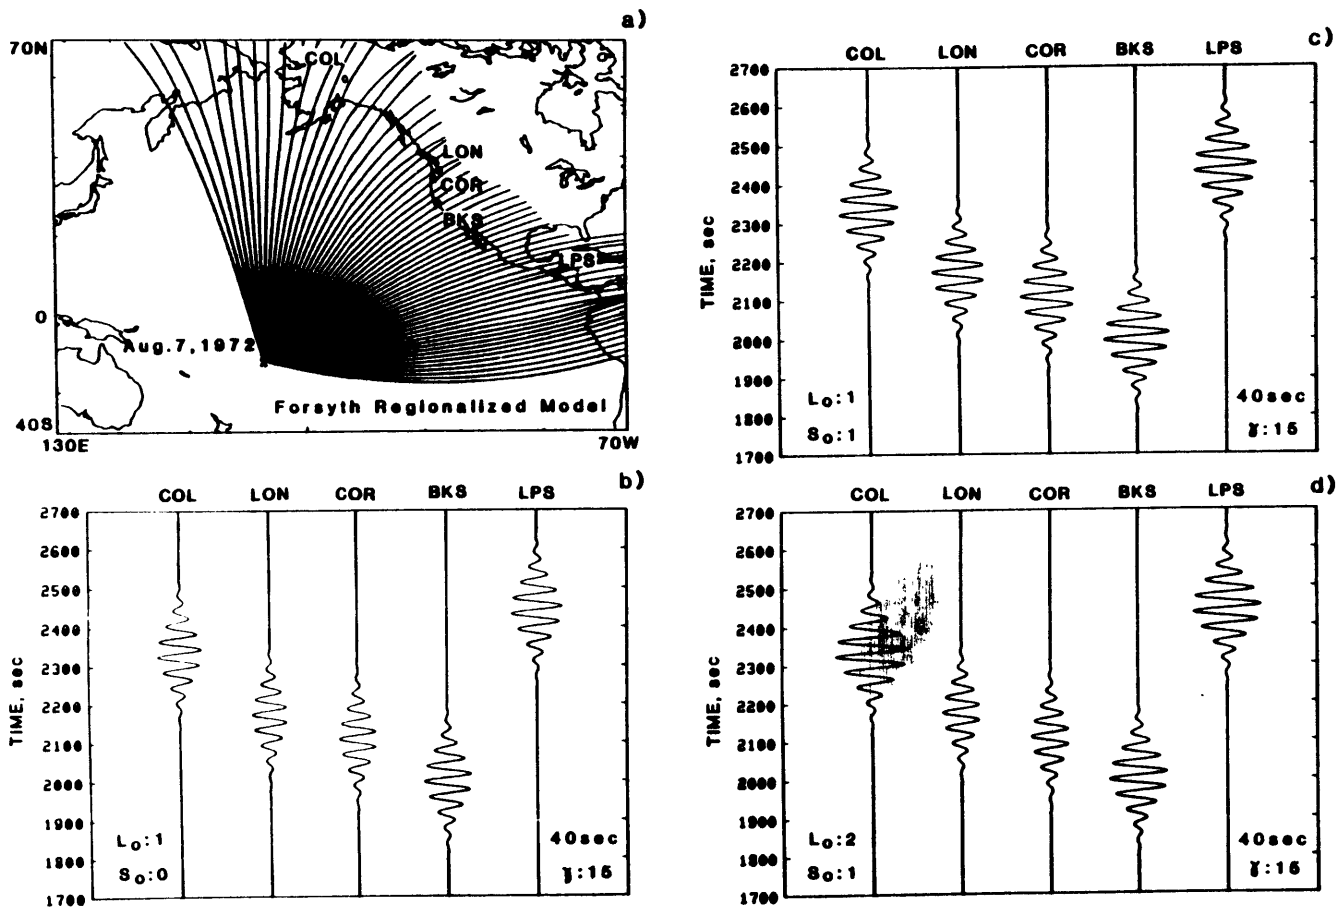 a)
70N
COL
LON
COR
BKS
LPS
0
Aug.7,1972
Forsyth Regionalized Model
40S
130E
70W
b)
COL LON COR BKS LPS
2700
2600
2500
2400
2300
2200
2100
2000
1900
1800
1700
TIME, sec
L₀:1
S₀:0
40sec
ɣ:15
c)
COL LON COR BKS LPS
2700
2600
2500
2400
2300
2200
2100
2000
1900
1800
1700
TIME, sec
L₀:1
S₀:1
40sec
ɣ:15
d)
COL LON COR BKS LPS
2700
2600
2500
2400
2300
2200
2100
2000
1900
1800
1700
TIME, sec
L₀:2
S₀:1
40sec
ɣ:15